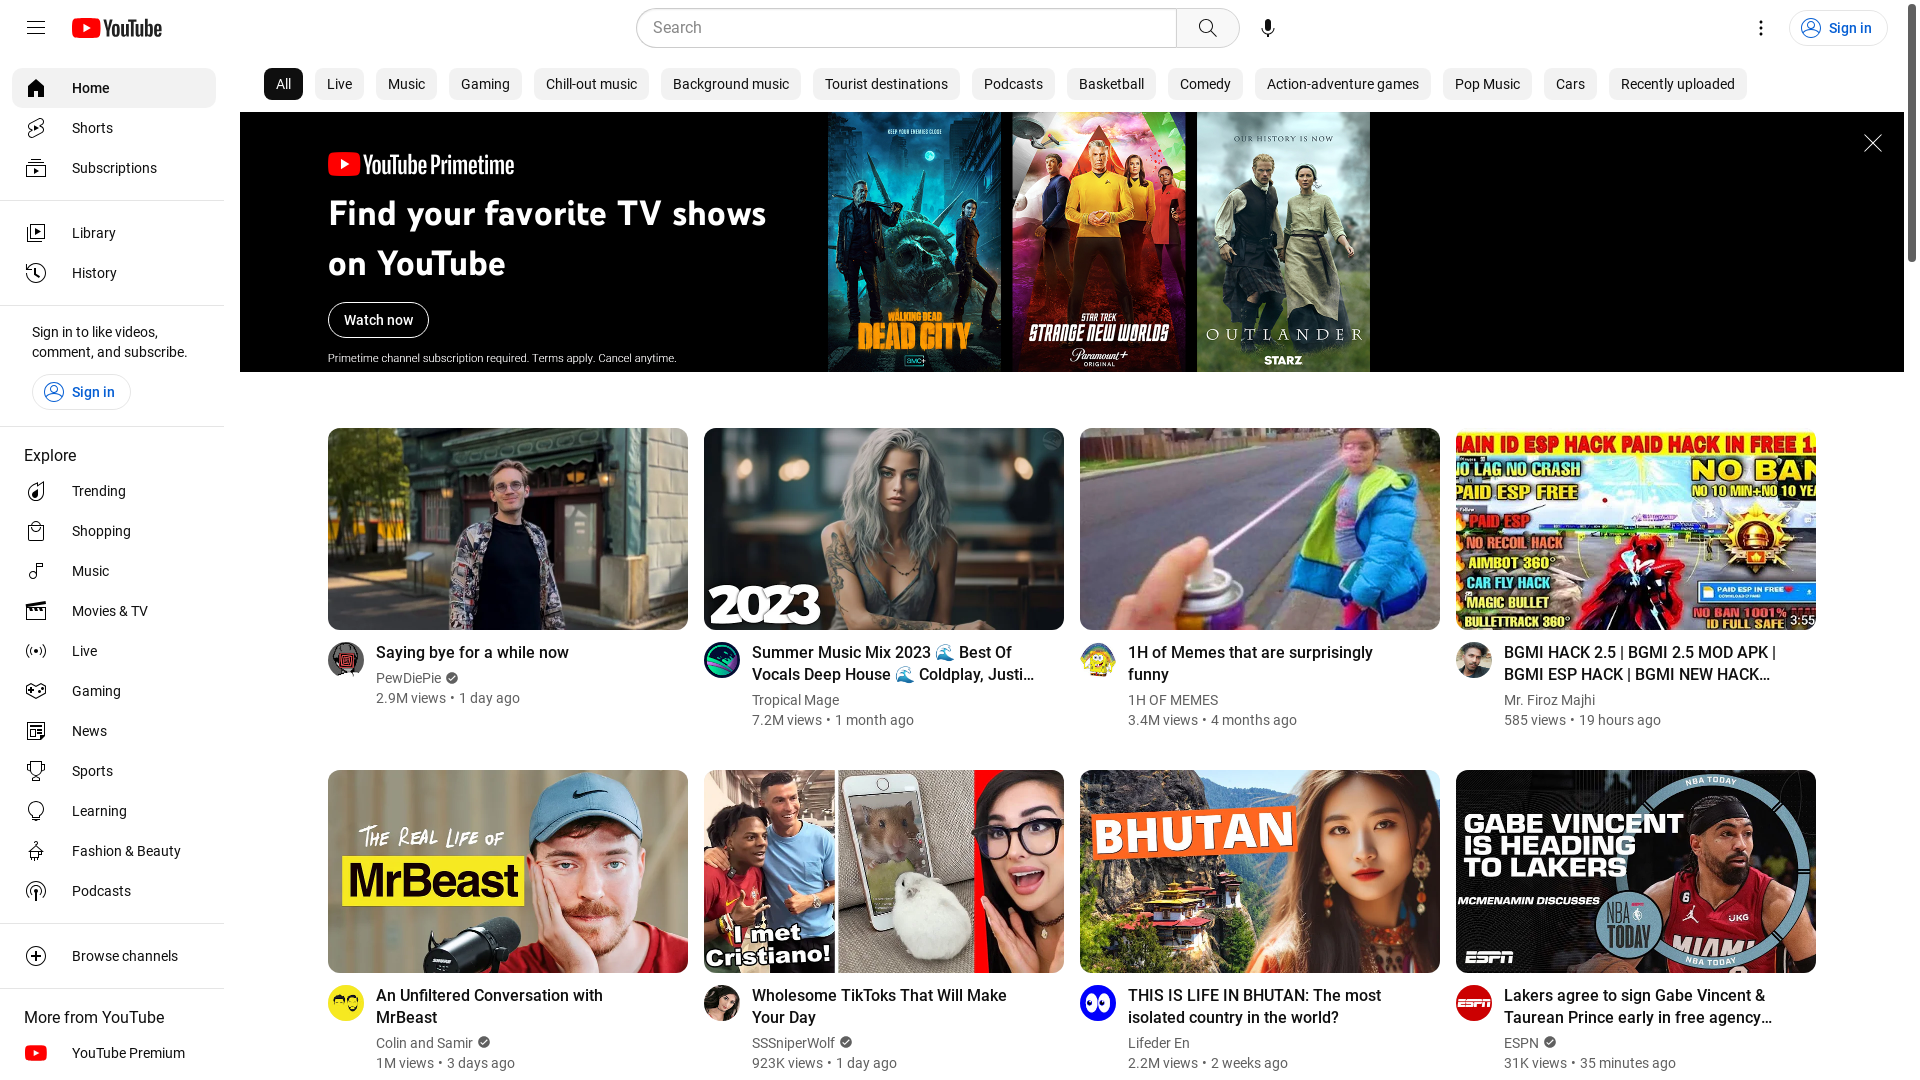 YouTube
Search
Sign in
Home
Shorts
Subscriptions
Library
History
Sign in to like videos,
comment, and subscribe.
Sign in
Explore
Trending
Shopping
Music
Movies & TV
Live
Gaming
News
Sports
Learning
Fashion & Beauty
Podcasts
Browse channels
More from YouTube
YouTube Premium
All
Live
Music
Gaming
Chill-out music
Background music
Tourist destinations
Podcasts
Basketball
Comedy
Action-adventure games
Pop Music
Cars
Recently uploaded
YouTube Primetime
Find your favorite TV shows
on YouTube
Watch now
Primetime channel subscription required. Terms apply. Cancel anytime.
KEEP YOUR ENEMIES CLOSE
WALKING DEAD
DEAD CITY
amc+
STAR TREK
STRANGE NEW WORLDS
Paramount+
ORIGINAL
OUR HISTORY IS NOW
OUTLANDER
STARZ
Saying bye for a while now
PewDiePie
2.9M views • 1 day ago
2023
Summer Music Mix 2023 🌊 Best Of
Vocals Deep House 🌊 Coldplay, Justi...
Tropical Mage
7.2M views • 1 month ago
1H of Memes that are surprisingly
funny
1H OF MEMES
3.4M views • 4 months ago
MAIN ID ESP HACK PAID HACK IN FREE 1.
NO LAG NO CRASH
PAID ESP FREE
NO BAN
NO 10 MIN+NO 10 YEA
PAID ESP
NO RECOIL HACK
AIMBOT 360°
CAR FLY HACK
MAGIC BULLET
BULLETTRACK 360°
PAID ESP IN FREE
NO BAN 1001%
ID FULL SAFE
3:55
BGMI HACK 2.5 | BGMI 2.5 MOD APK |
BGMI ESP HACK | BGMI NEW HACK...
Mr. Firoz Majhi
585 views • 19 hours ago
THE REAL LIFE OF
MrBeast
An Unfiltered Conversation with
MrBeast
Colin and Samir
1M views • 3 days ago
I met
Cristiano!
Wholesome TikToks That Will Make
Your Day
SSSniperWolf
923K views • 1 day ago
BHUTAN
THIS IS LIFE IN BHUTAN: The most
isolated country in the world?
Lifeder En
2.2M views • 2 weeks ago
NBA TODAY
GABE VINCENT
IS HEADING
TO LAKERS
MCMENAMIN DISCUSSES
NBA
TODAY
UKG
MIAMI
ESPN
NBA TODAY
ESPN
Lakers agree to sign Gabe Vincent &
Taurean Prince early in free agency...
ESPN
31K views • 35 minutes ago